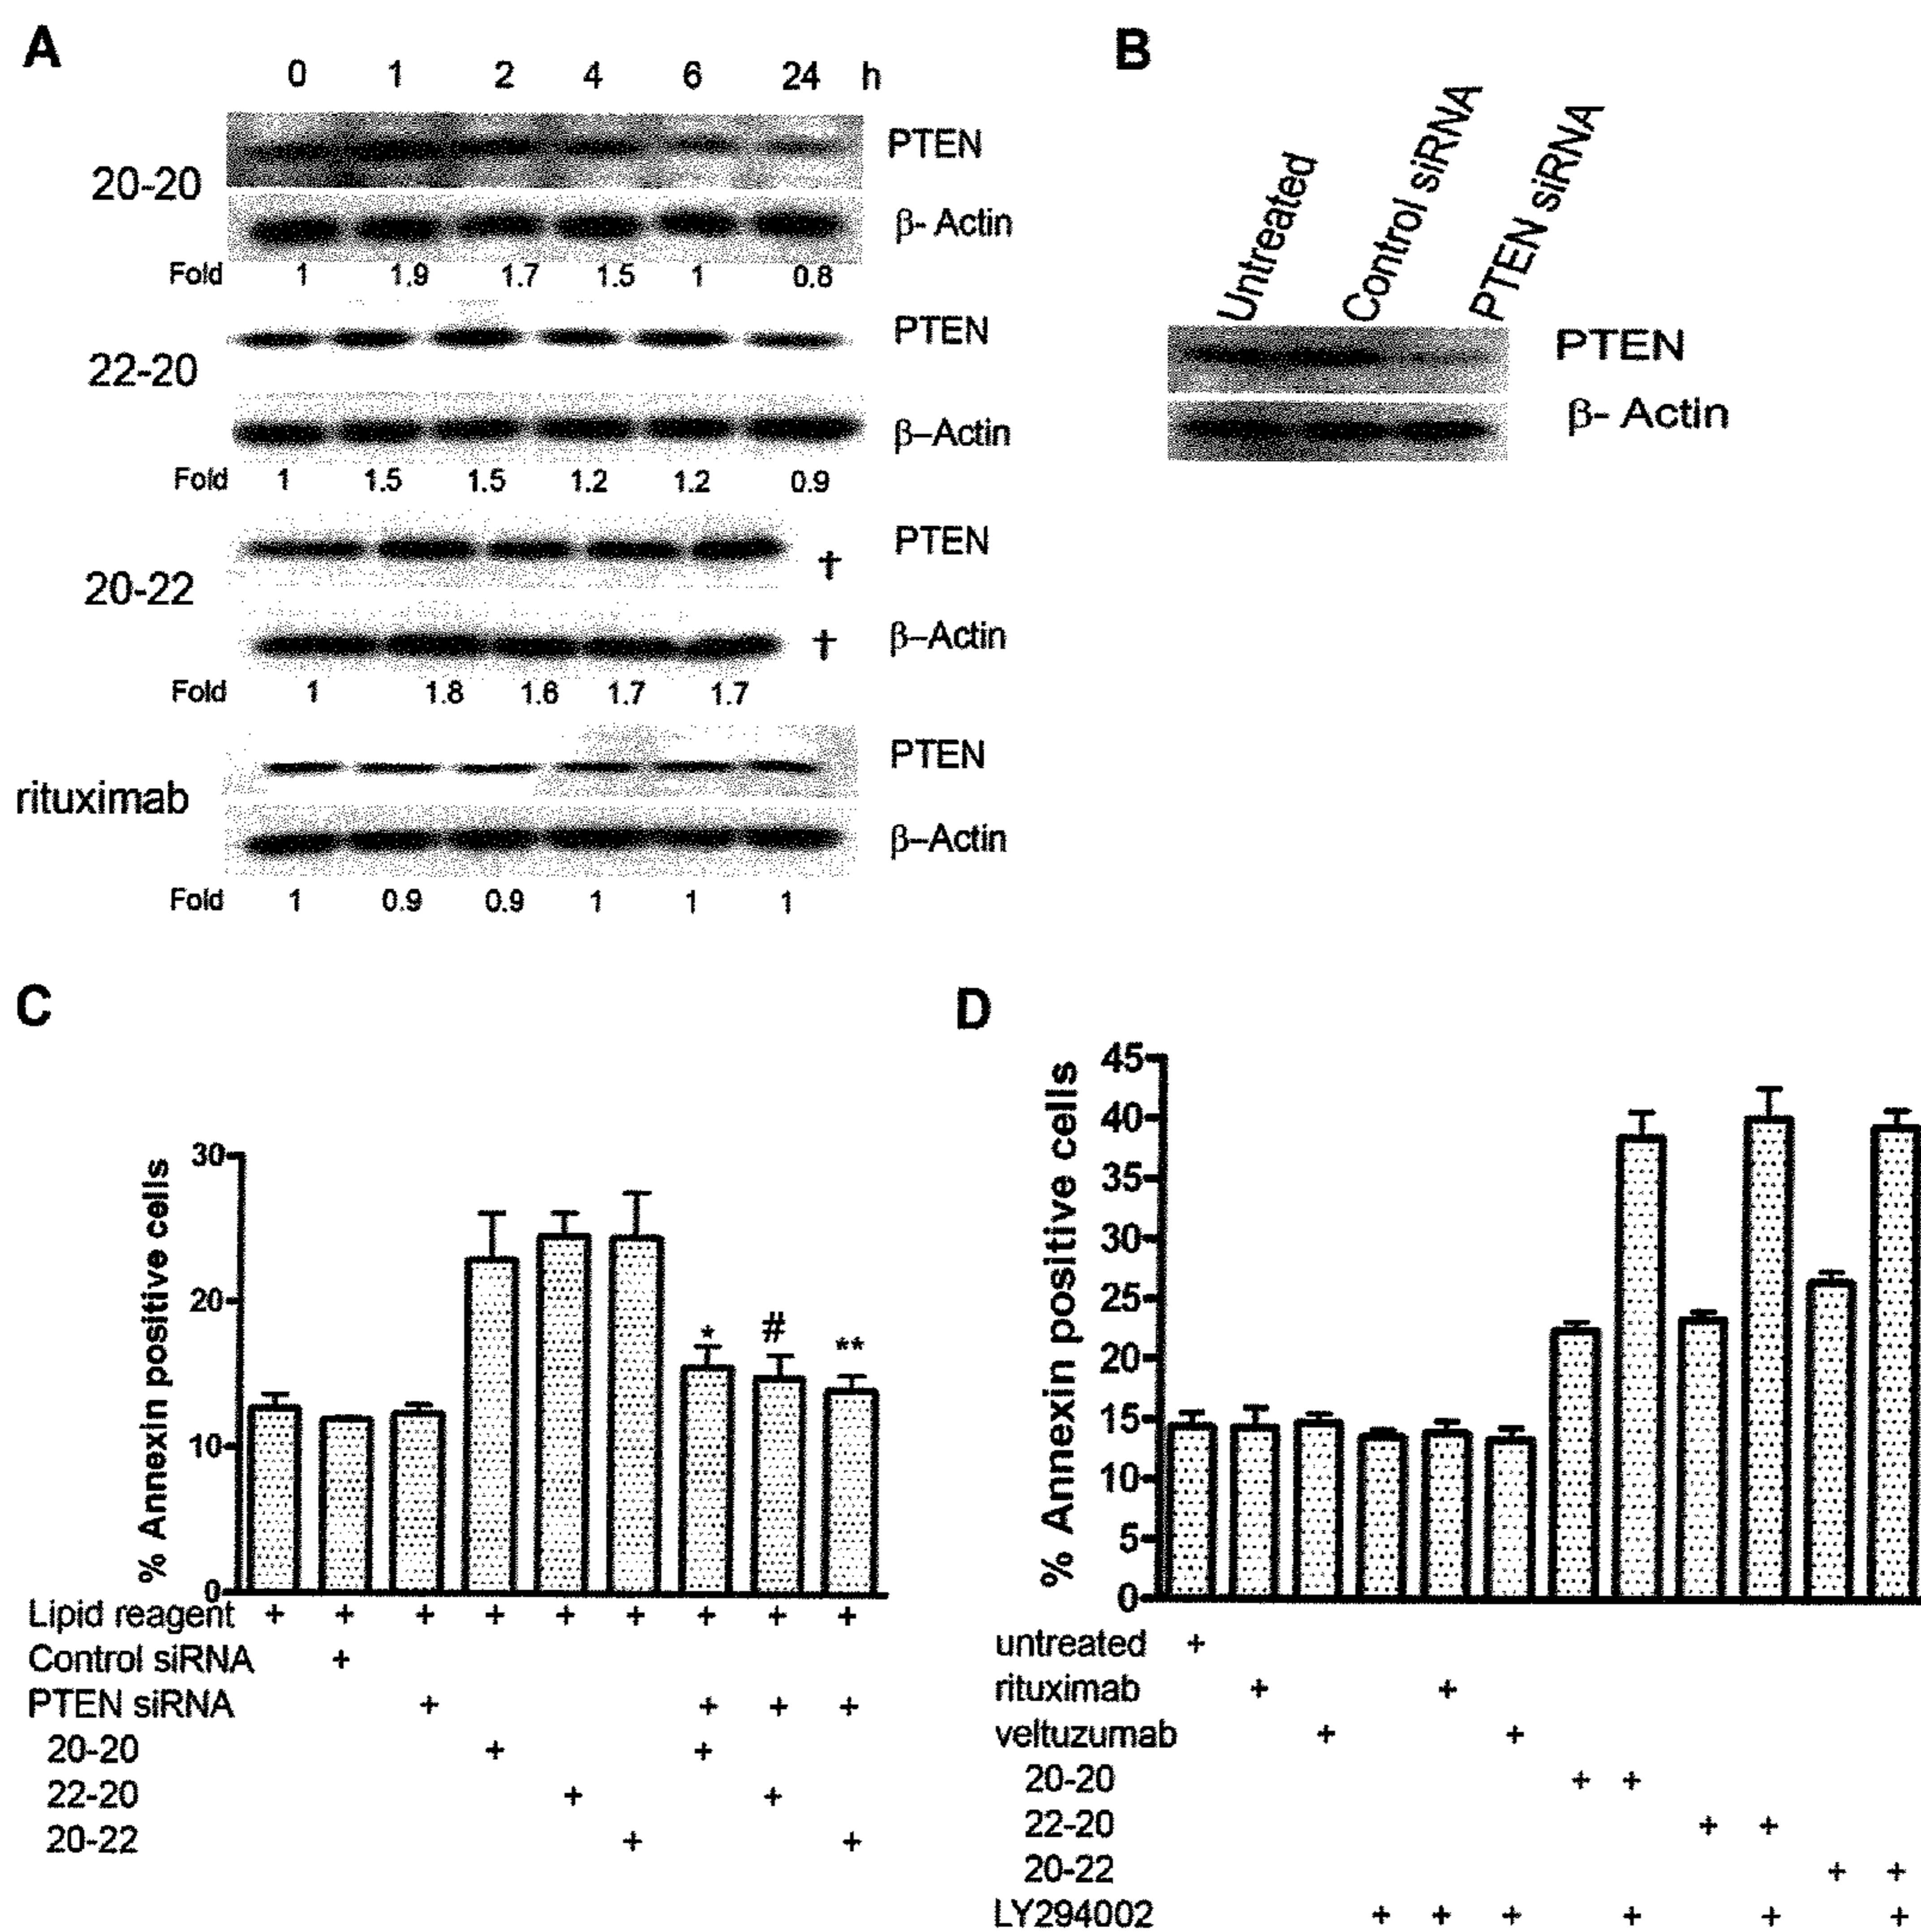 A
0 1 2 4 6 24 h
20-20
PTEN
β- Actin
Fold 1 1.9 1.7 1.5 1 0.8
22-20
PTEN
β–Actin
Fold 1 1.5 1.5 1.2 1.2 0.9
20-22
PTEN
†
β–Actin
†
Fold 1 1.8 1.6 1.7 1.7
rituximab
PTEN
β–Actin
Fold 1 0.9 0.9 1 1 1
B
Untreated
Control siRNA
PTEN siRNA
PTEN
β- Actin
C
% Annexin positive cells
30
20
10
0
* # **
Lipid reagent + + + + + + + + +
Control siRNA +
PTEN siRNA + + + +
20-20 + +
22-20 + +
20-22 + +
D
% Annexin positive cells
45
40
35
30
25
20
15
10
5
0
untreated +
rituximab + +
veltuzumab + +
20-20 + +
22-20 + +
20-22 + +
LY294002 + + + + + +